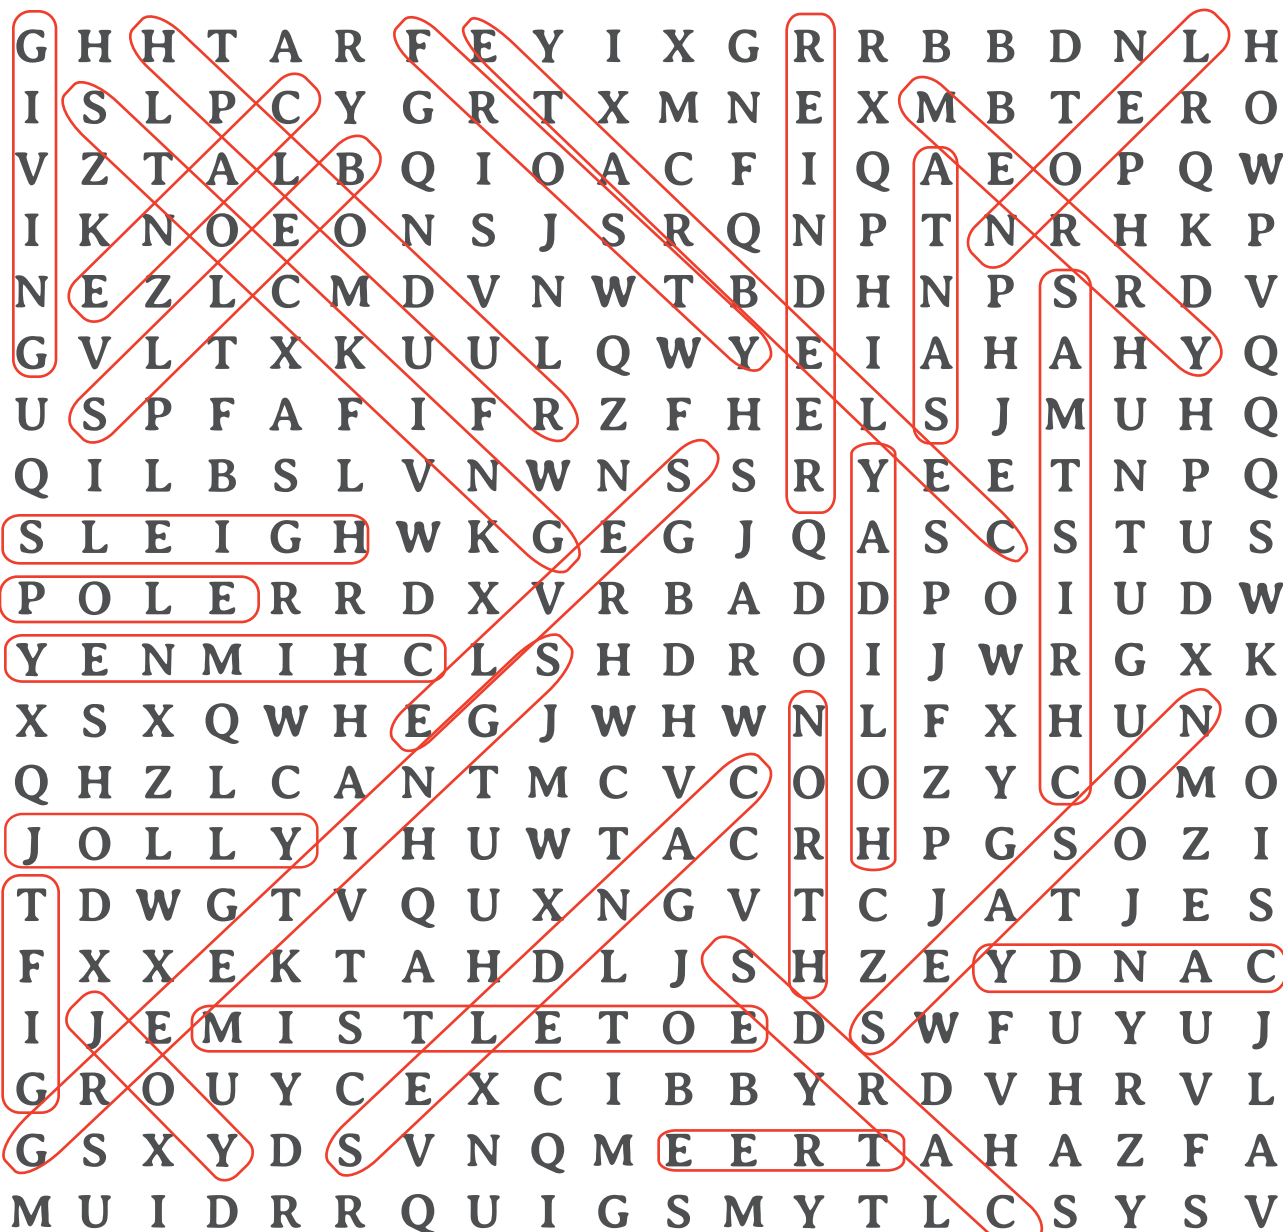 G H H T A R F E Y I X G R R B B D N L H
I S L P C Y G R T X M N E X M B T E R O
V Z T A L B Q I O A C F I Q A E O P Q W
I K N O E O N S J S R Q N P T N R H K P
N E Z L C M D V N W T B D H N P S R D V
G V L T X K U U L Q W Y E I A H A H Y Q
U S P F A F I F R Z F H E L S J M U H Q
Q I L B S L V N W N S S R Y E E T N P Q
S L E I G H W K G E G J Q A S C S T U S
P O L E R R D X V R B A D D P O I U D W
Y E N M I H C L S H D R O I J W R G X K
X S X Q W H E G J W H W N L F X H U N O
Q H Z L C A N T M C V C O O Z Y C O M O
J O L L Y I H U W T A C R H P G S O Z I
T D W G T V Q U X N G V T C J A T J E S
F X X E K T A H D L J S H Z E Y D N A C
I J E M I S T L E T O E D S W F U Y U J
G R O U Y C E X C I B B Y R D V H R V L
G S X Y D S V N Q M E E R T A H A Z F A
M U I D R R Q U I G S M Y T L C S Y S V